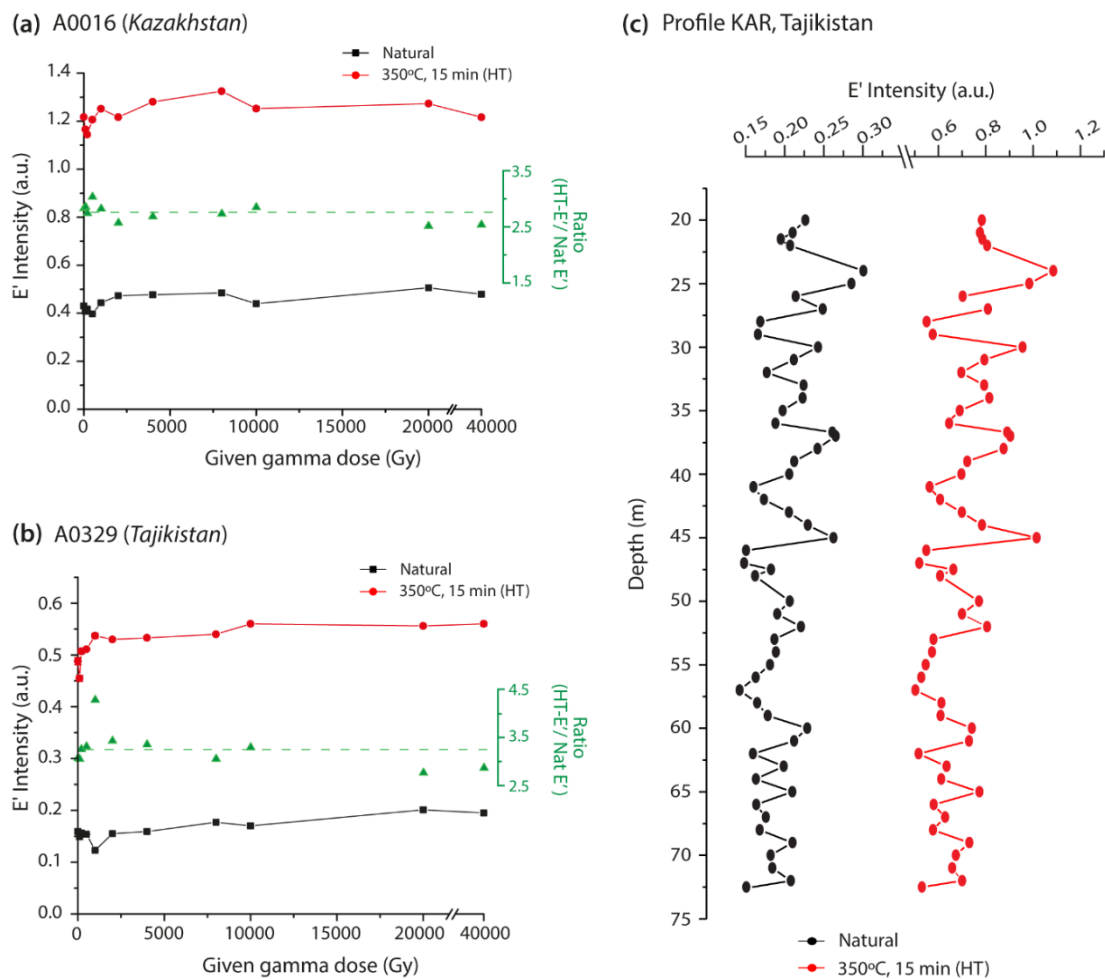 (a) A0016 (Kazakhstan)
Natural
350ºC, 15 min (HT)
1.4
1.2
1.0
0.8
0.6
0.4
0.2
0.0
E' Intensity (a.u.)
3.5
2.5
1.5
Ratio
(HT-E'/ Nat E')
0
5000
10000
15000
20000
40000
Given gamma dose (Gy)
(b) A0329 (Tajikistan)
Natural
350ºC, 15 min (HT)
0.6
0.5
0.4
0.3
0.2
0.1
0.0
E' Intensity (a.u.)
4.5
3.5
2.5
Ratio
(HT-E'/ Nat E')
0
5000
10000
15000
20000
40000
Given gamma dose (Gy)
(c) Profile KAR, Tajikistan
E' Intensity (a.u.)
0.15
0.20
0.25
0.30
0.6
0.8
1.0
1.2
20
25
30
35
40
45
50
55
60
65
70
75
Depth (m)
Natural
350ºC, 15 min (HT)